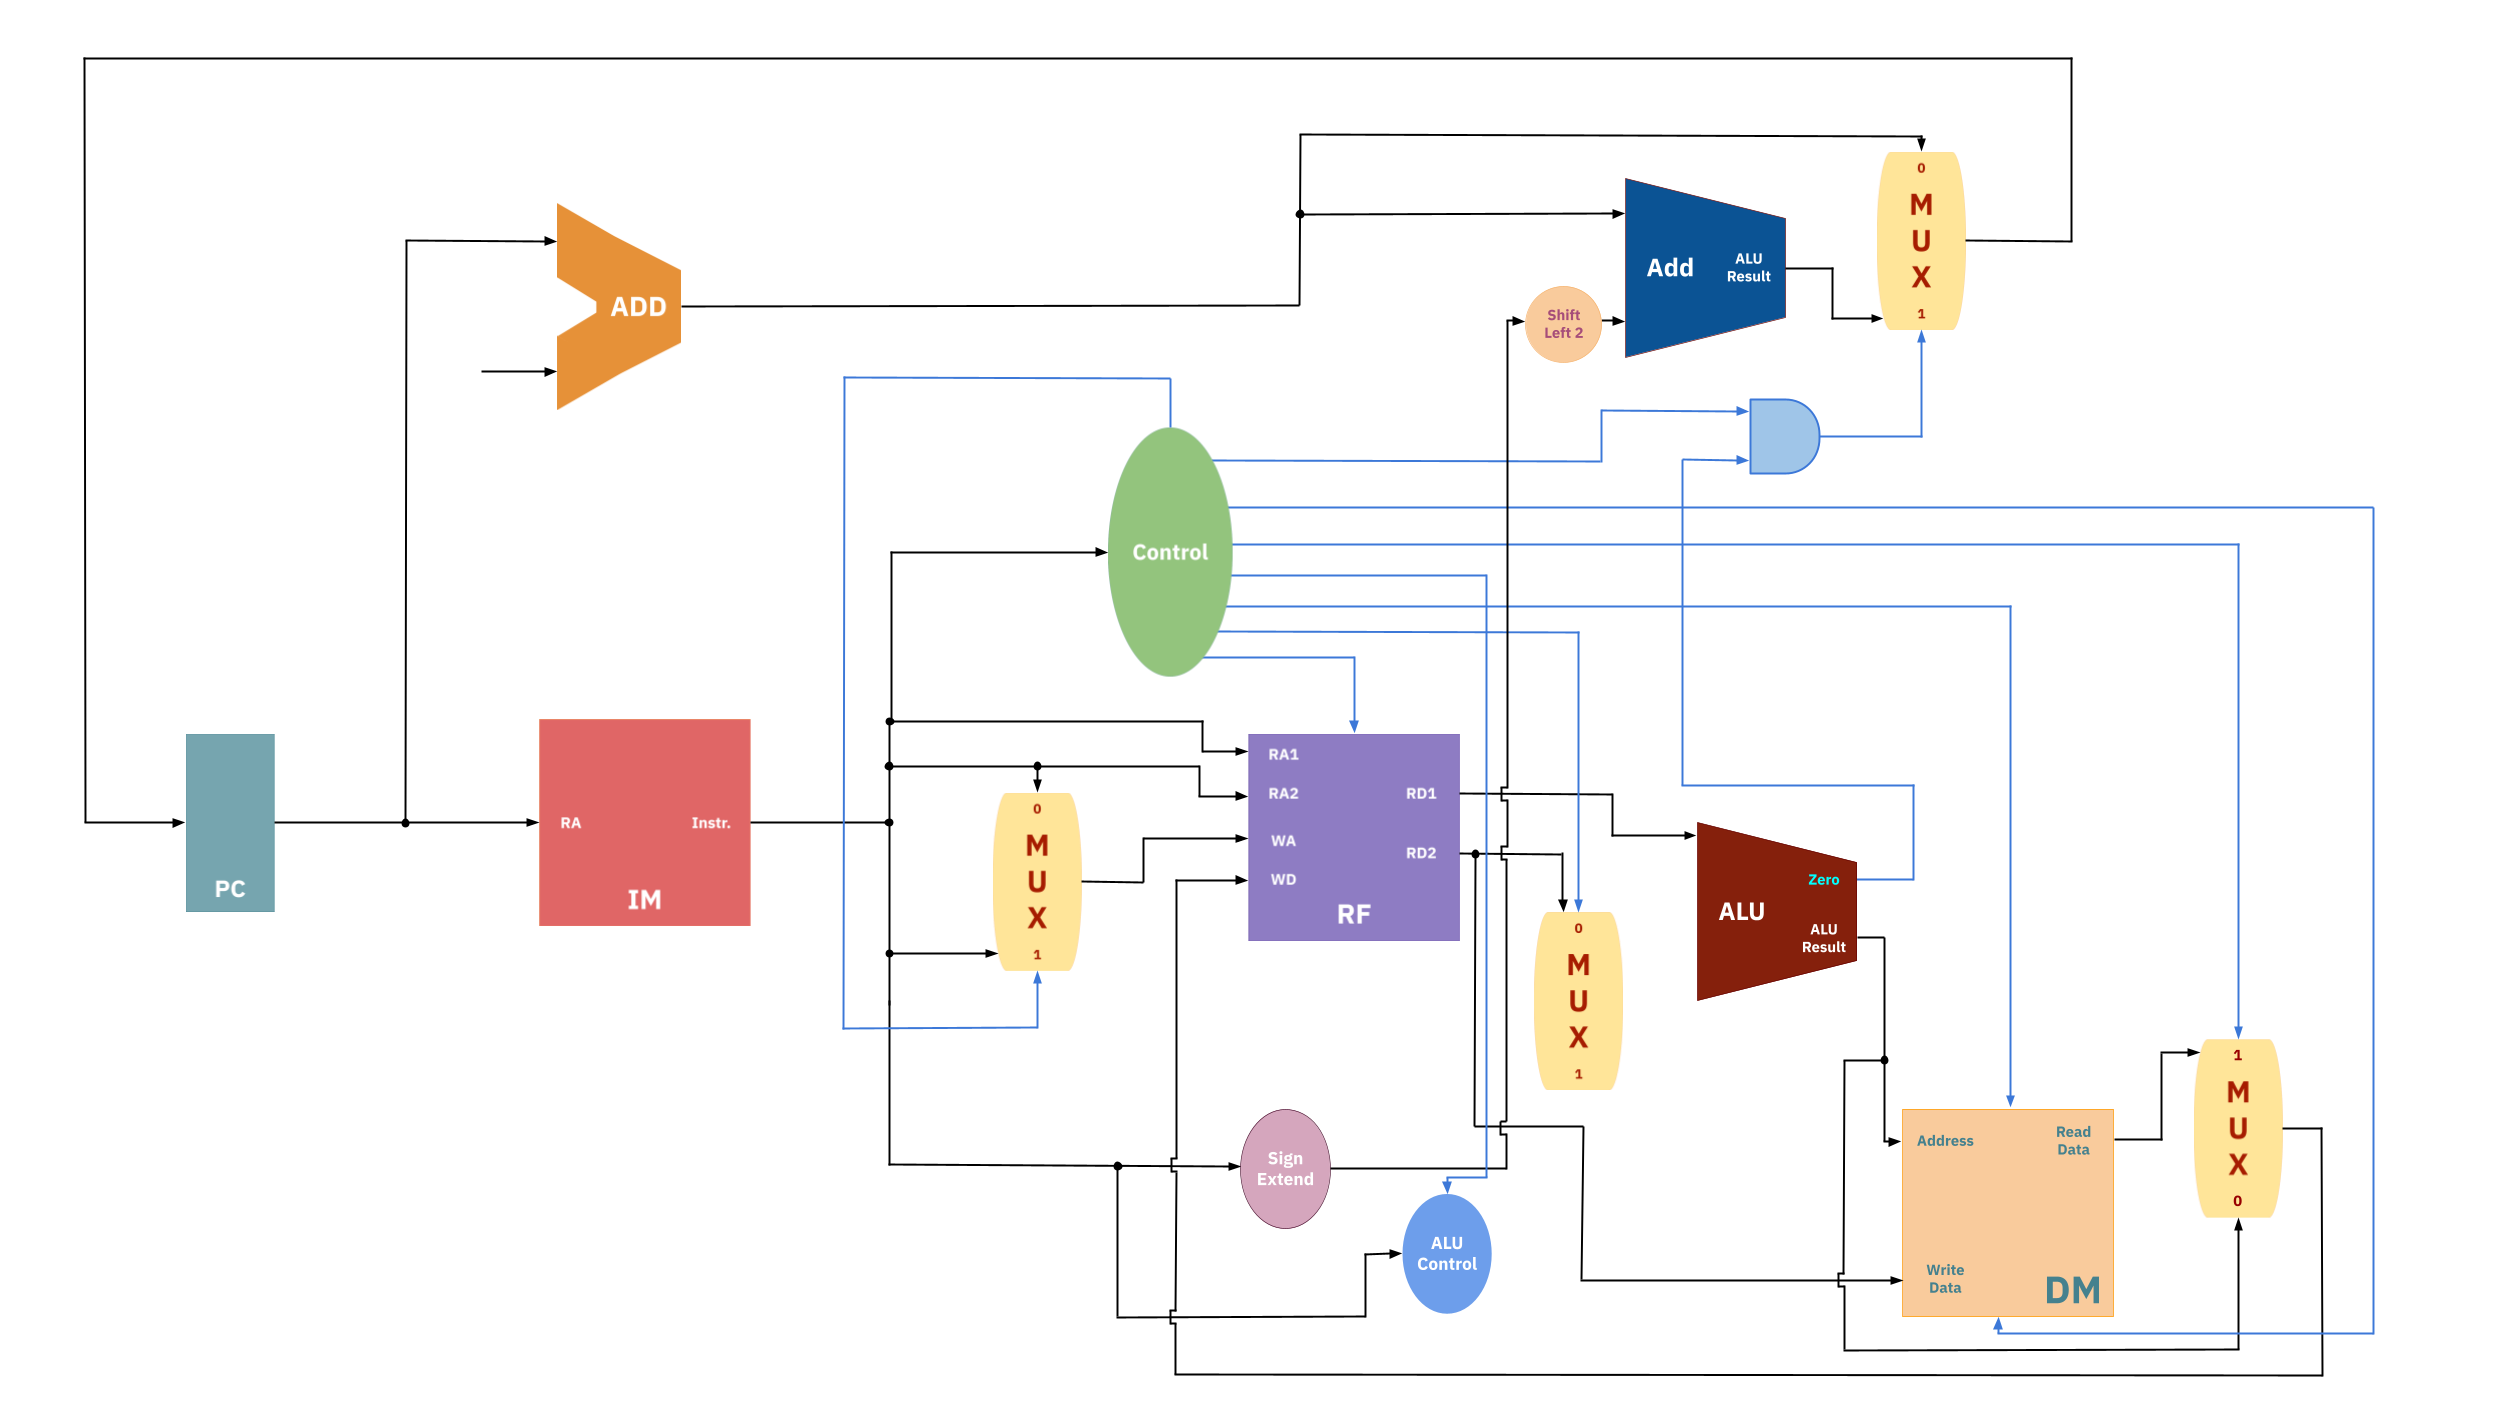 0
M
U
X
1
Add
ALU
Result
Shift
Left 2
ADD
Control
PC
RA
Instr.
IM
0
M
U
X
1
RA1
RA2
WA
WD
RD1
RD2
RF
0
M
U
X
1
Zero
ALU
ALU
Result
Sign
Extend
ALU
Control
Address
Read
Data
Write
Data
DM
1
M
U
X
0